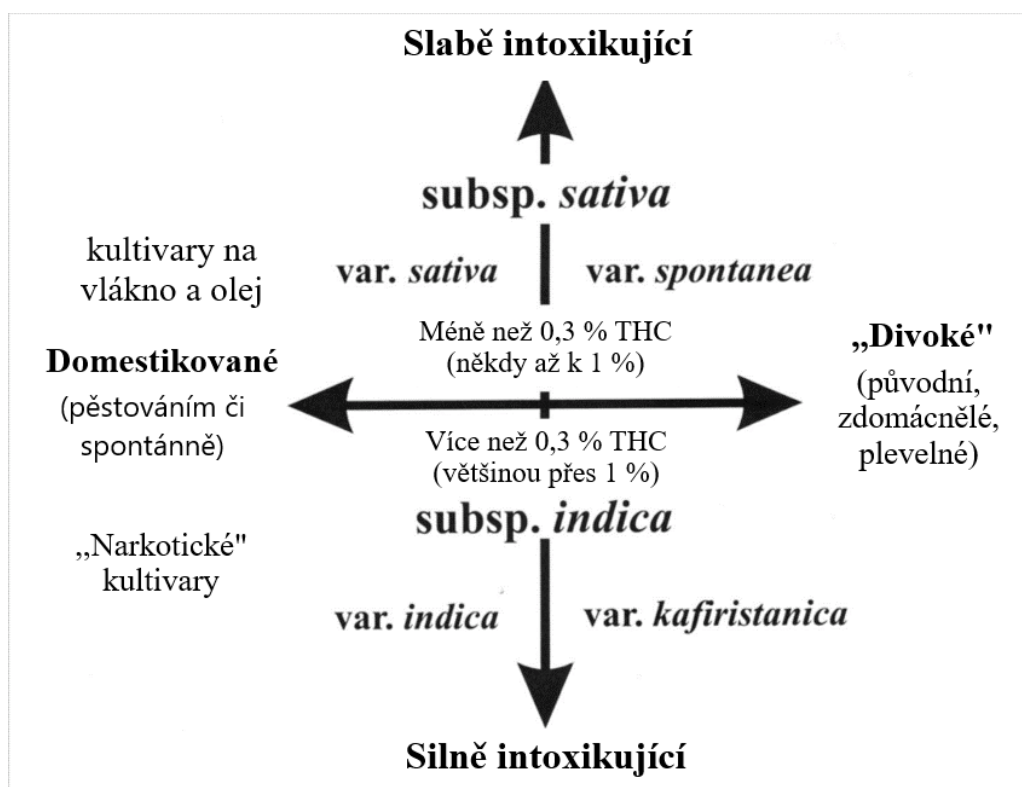 Slabě intoxikující
subsp. sativa
kultivary na
vlákno a olej
var. sativa
var. spontanea
Méně než 0,3 % THC
(někdy až k 1 %)
Domestikované
(pěstováním či
spontánně)
„Divoké"
(původní,
zdomácnělé,
plevelné)
Více než 0,3 % THC
(většinou přes 1 %)
subsp. indica
„Narkotické"
kultivary
var. indica
var. kafiristanica
Silně intoxikující